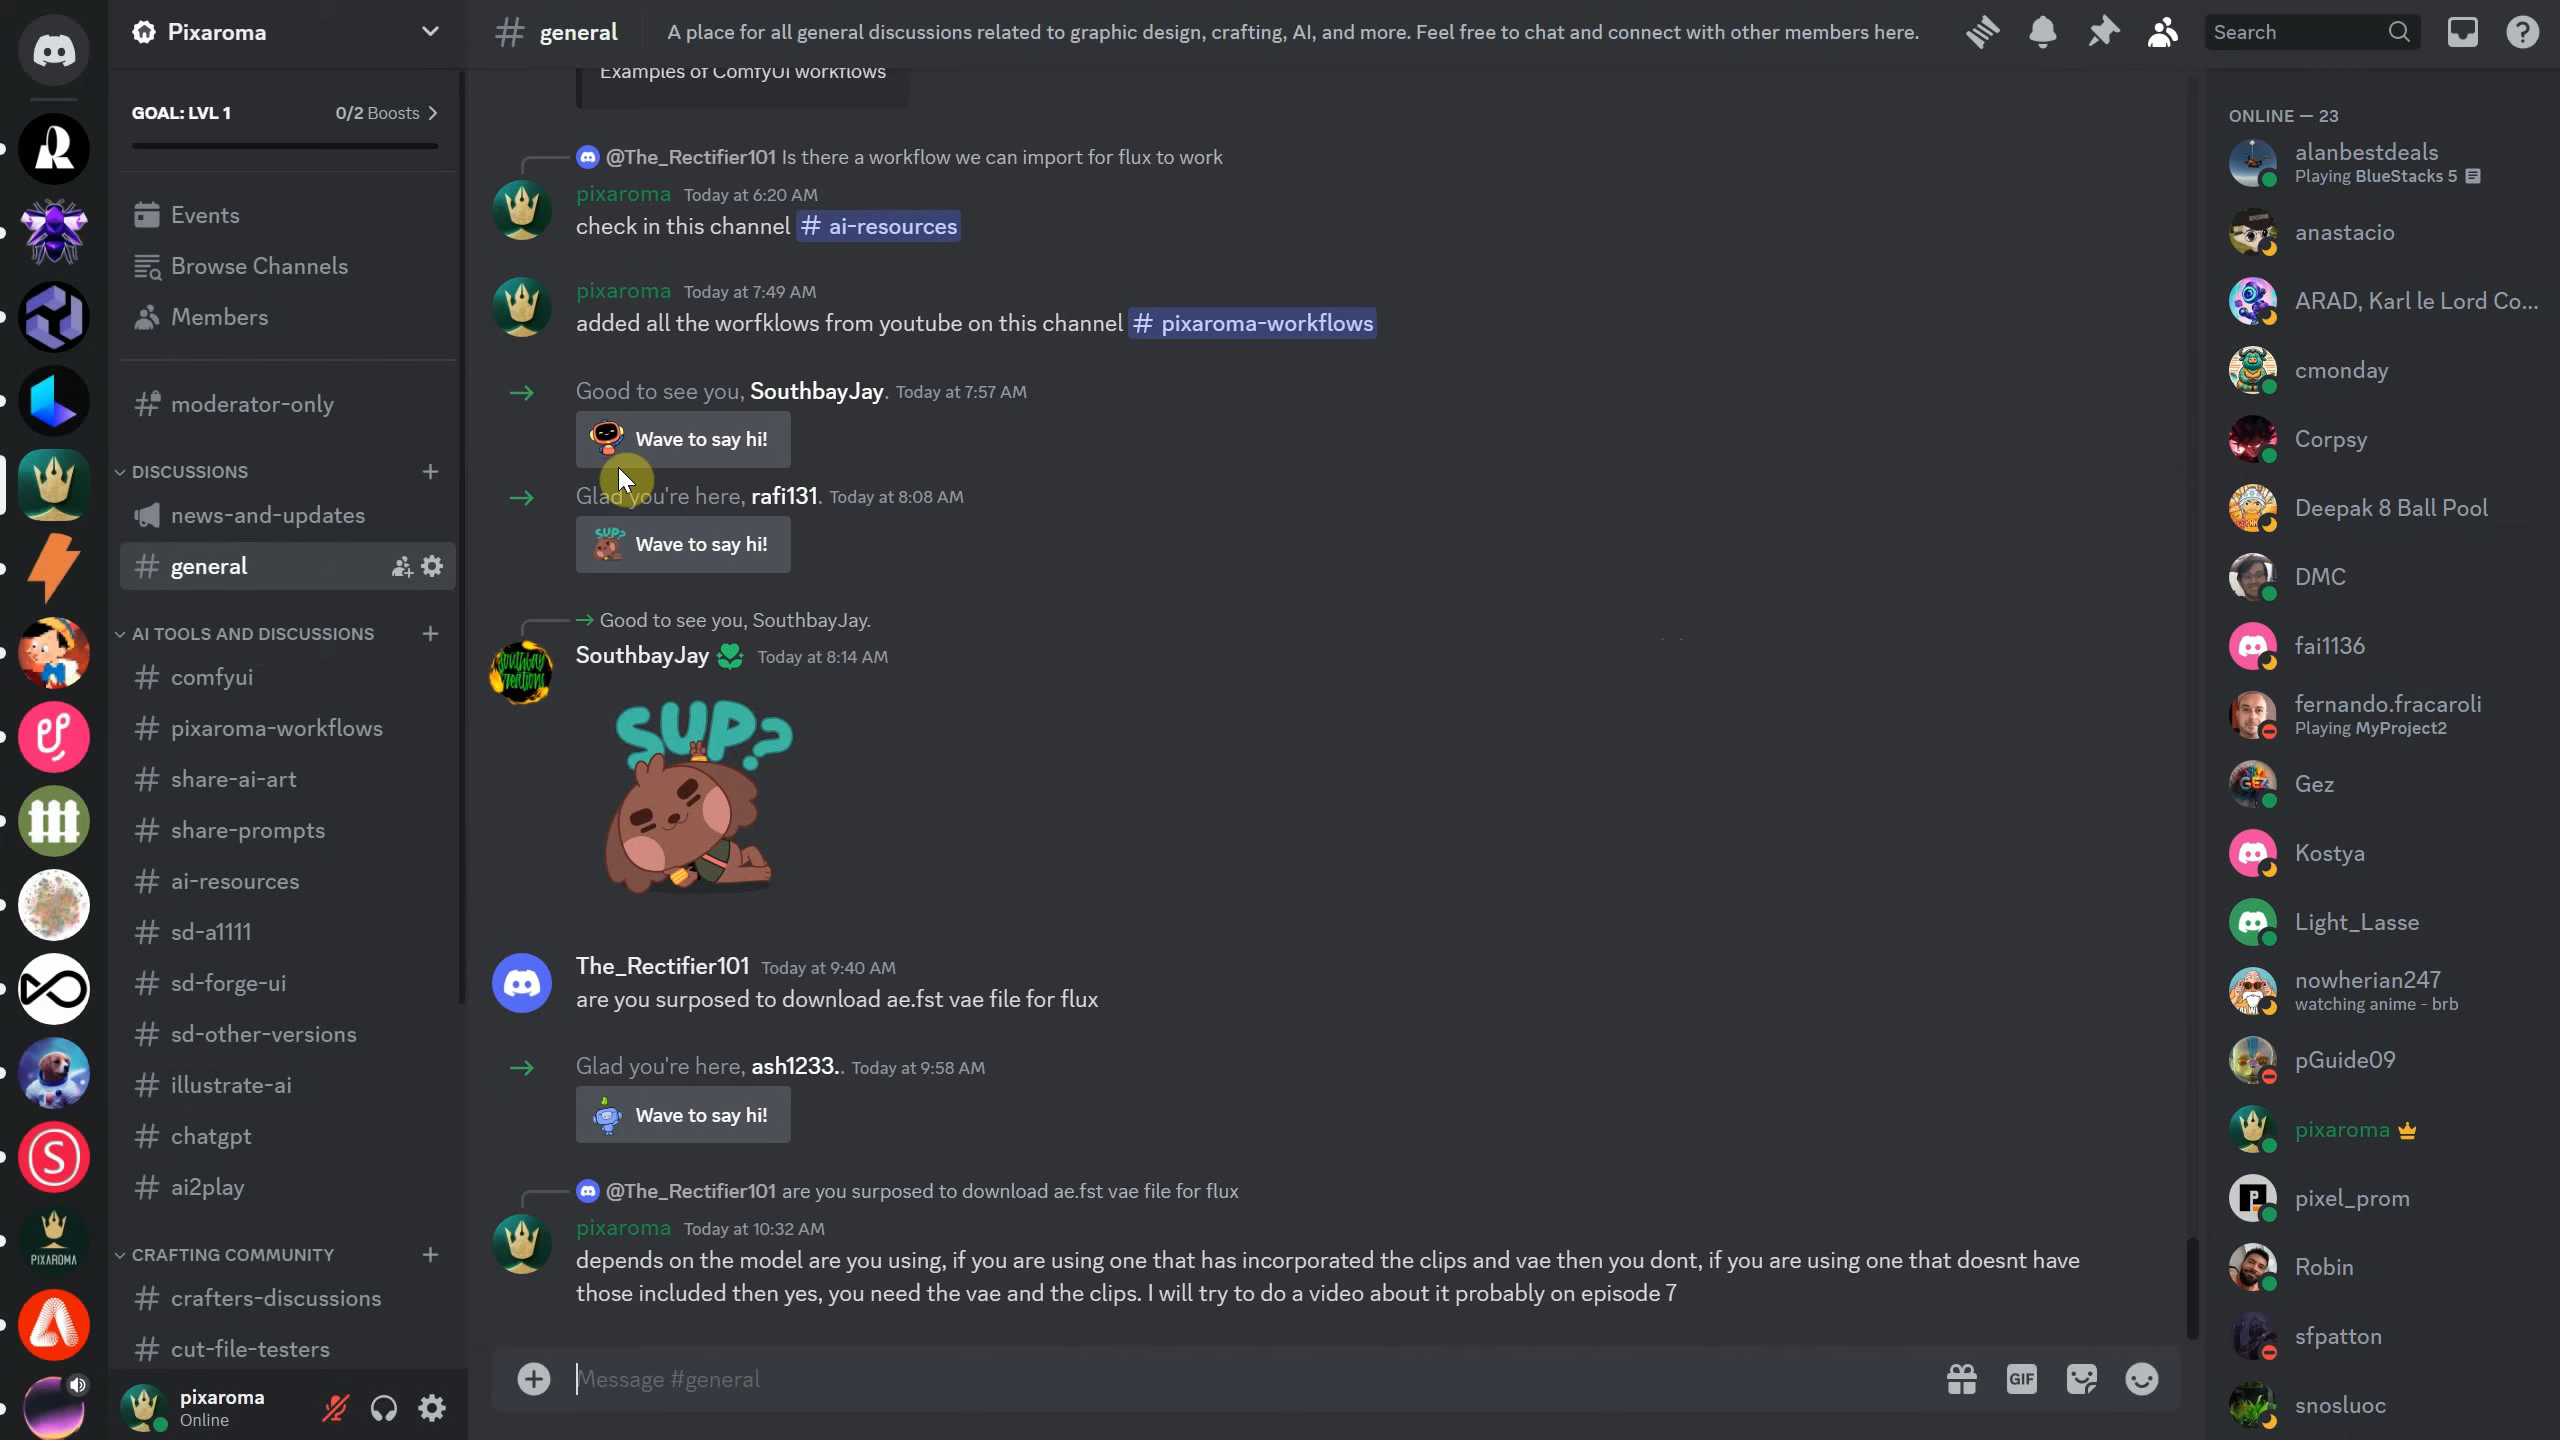 Pixaroma
general
A place for all general discussions related to graphic design, crafting, AI, and more. Feel free to chat and connect with other members here.
Search
GOAL: LVL 1
0/2 Boosts
Events
Browse Channels
Members
moderator-only
DISCUSSIONS
news-and-updates
general
AI TOOLS AND DISCUSSIONS
comfyui
pixaroma-workflows
share-ai-art
share-prompts
ai-resources
sd-a1111
sd-forge-ui
sd-other-versions
illustrate-ai
chatgpt
ai2play
CRAFTING COMMUNITY
crafters-discussions
cut-file-testers
PIXAROMA
pixaroma
Online
Examples of ComfyUI workflows
@The_Rectifier101 Is there a workflow we can import for flux to work
pixaroma Today at 6:20 AM
check in this channel # ai-resources
pixaroma Today at 7:49 AM
added all the worfklows from youtube on this channel # pixaroma-workflows
Good to see you, SouthbayJay. Today at 7:57 AM
Wave to say hi!
Glad you're here, rafi131. Today at 8:08 AM
SUP?
Wave to say hi!
Good to see you, SouthbayJay.
SouthbayJay Today at 8:14 AM
Southbay
Creations
SUP?
The_Rectifier101 Today at 9:40 AM
are you surposed to download ae.fst vae file for flux
Glad you're here, ash1233.. Today at 9:58 AM
Wave to say hi!
@The_Rectifier101 are you surposed to download ae.fst vae file for flux
pixaroma Today at 10:32 AM
depends on the model are you using, if you are using one that has incorporated the clips and vae then you dont, if you are using one that doesnt have
those included then yes, you need the vae and the clips. I will try to do a video about it probably on episode 7
Message #general
GIF
ONLINE — 23
alanbestdeals
Playing BlueStacks 5
anastacio
ARAD, Karl le Lord Co...
cmonday
Corpsy
Deepak 8 Ball Pool
DMC
fai1136
fernando.fracaroli
Playing MyProject2
GEZ
Gez
Kostya
Light_Lasse
nowherian247
watching anime - brb
pGuide09
pixaroma
pixel_prom
Robin
sfpatton
snosluoc